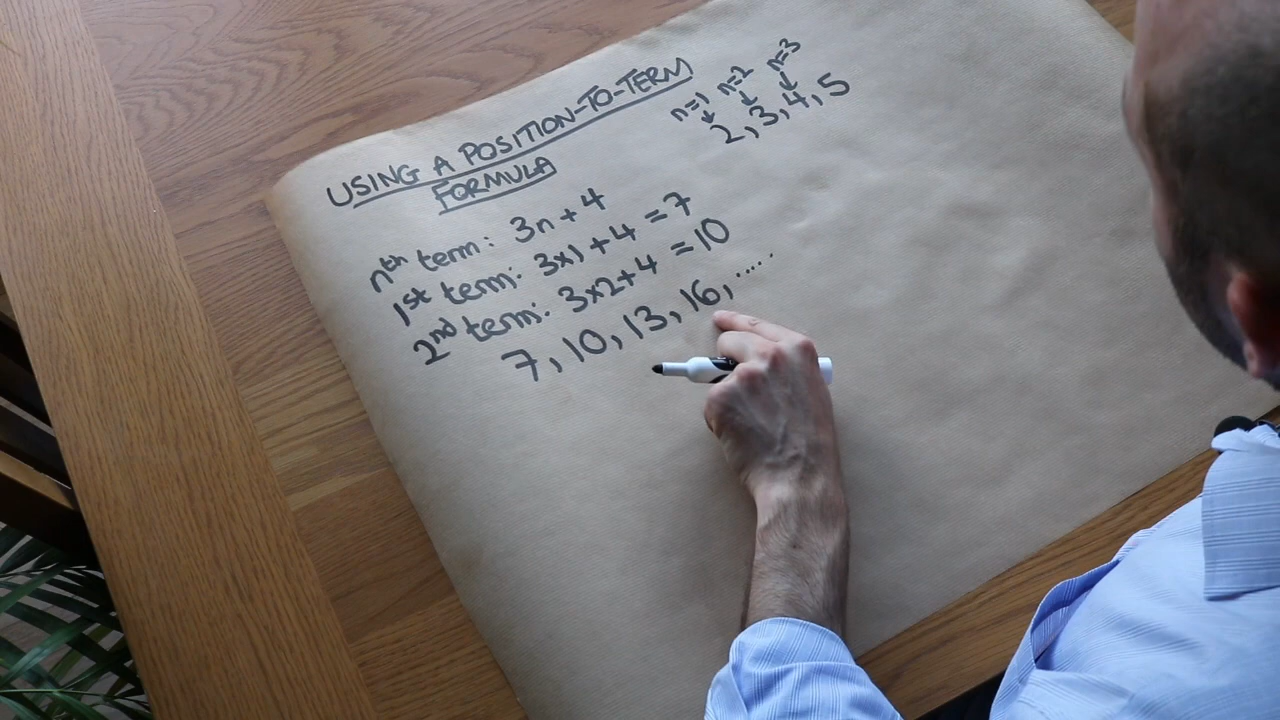 USING A POSITION-TO-TERM
FORMULA
n=1 n=2 n=3
2, 3, 4, 5
nth term: 3n + 4
1st term: 3x1 + 4 = 7
2nd term: 3x2+4 = 10
7, 10, 13, 16, .....